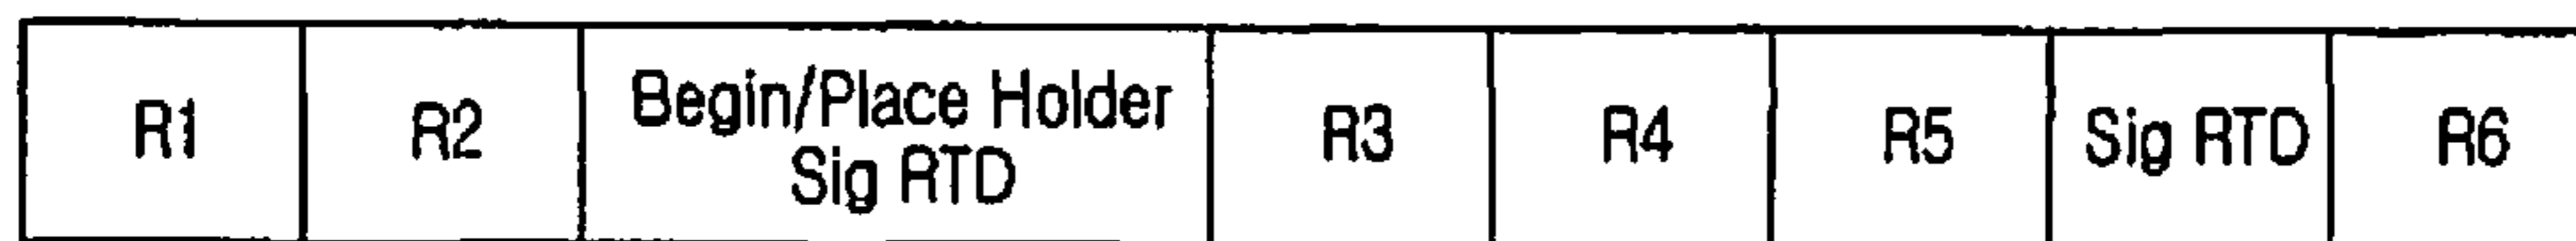 R1
R2
Begin/Place Holder
Sig RTD
R3
R4
R5
Sig RTD
R6